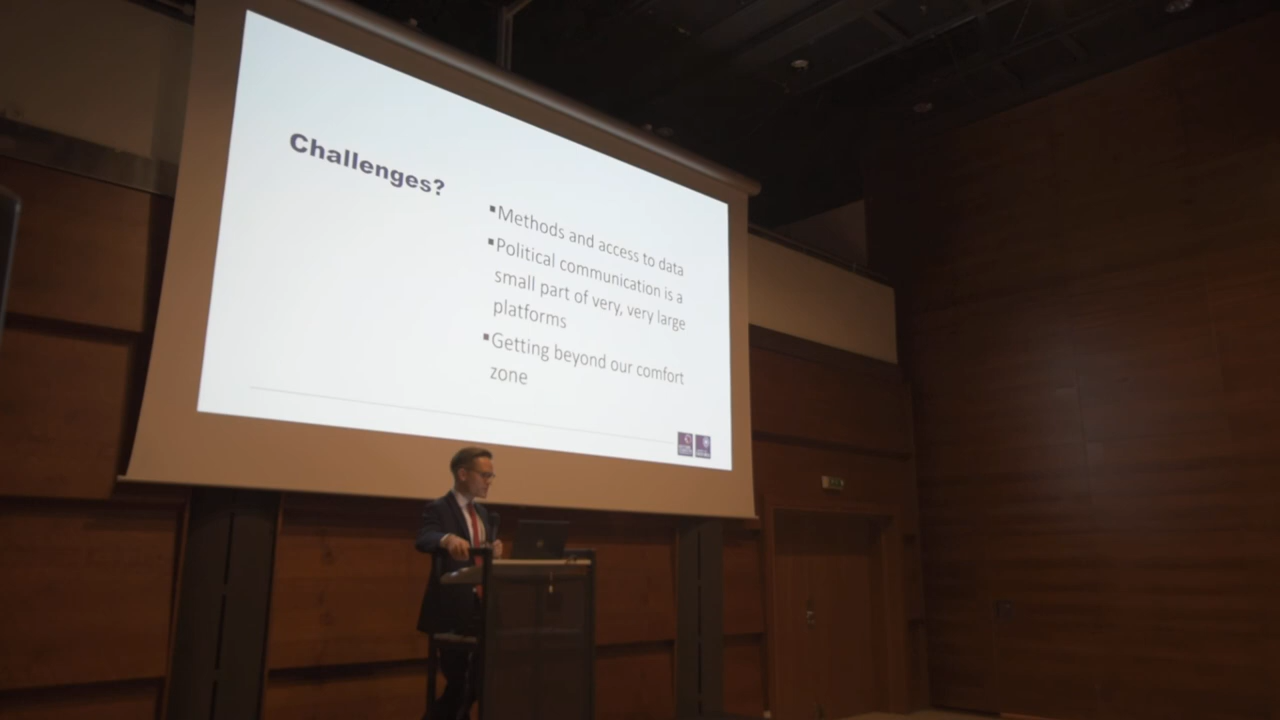 Challenges?
▪Methods and access to data
▪Political communication is a
small part of very, very large
platforms
▪Getting beyond our comfort
zone